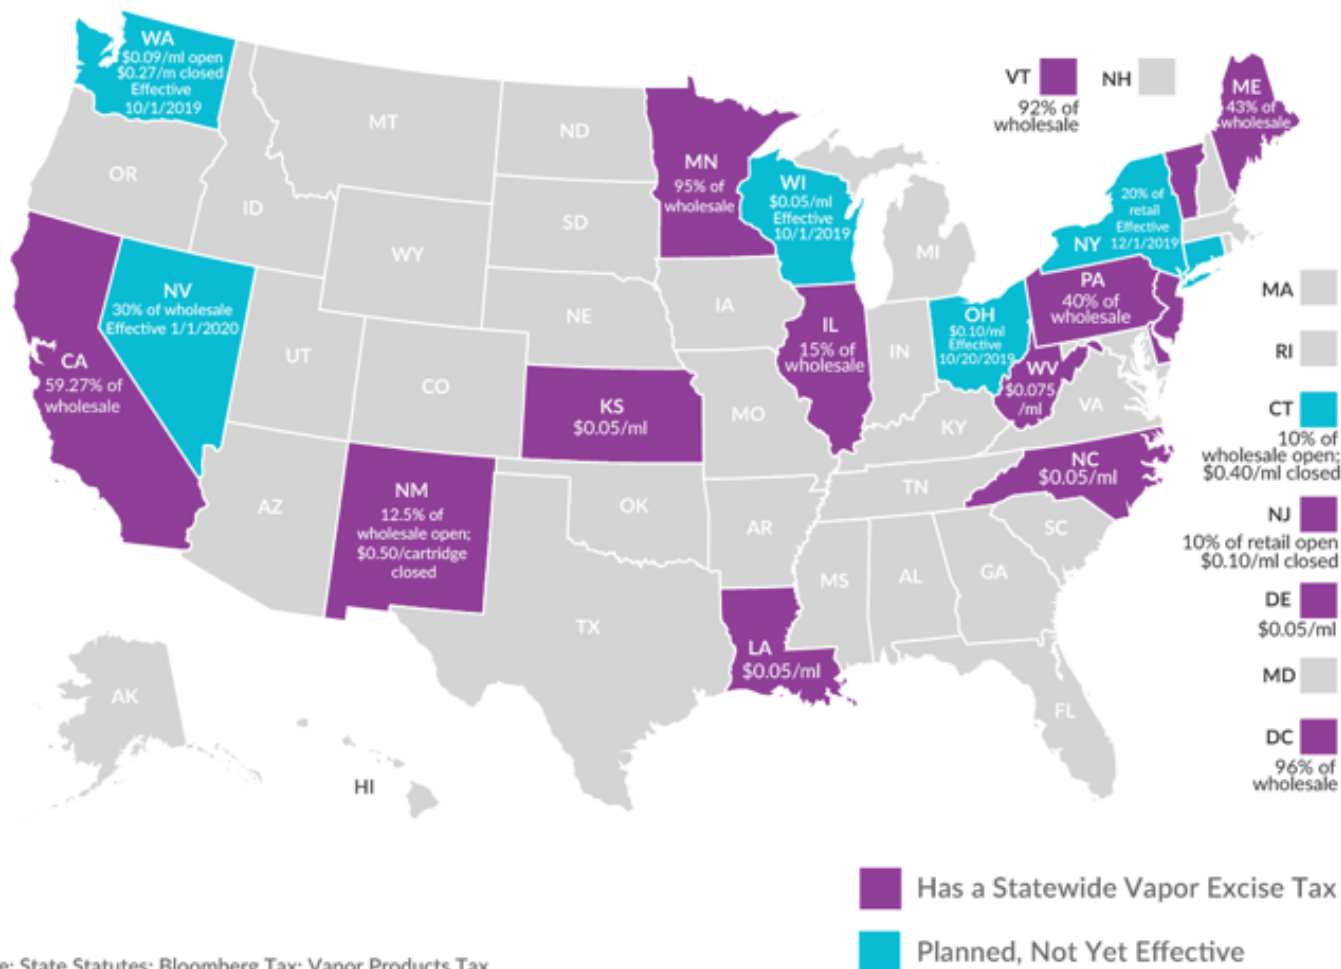 WA
$0.09/ml open
$0.27/m closed
Effective
10/1/2019
MT
ND
OR
ID
SD
WY
MN
95% of
wholesale
WI
$0.05/ml
Effective
10/1/2019
MI
VT
92% of
wholesale
NH
ME
43% of
wholesale
20% of
retail
Effective
NY 12/1/2019
NV
30% of wholesale
Effective 1/1/2020
CA
59.27% of
wholesale
UT
CO
NE
IA
IL
15% of
wholesale
IN
OH
$0.10/ml
Effective
10/20/2019
PA
40% of
wholesale
WV
$0.075
/ml
VA
KS
$0.05/ml
MO
KY
NC
$0.05/ml
TN
AZ
NM
12.5% of
wholesale open;
$0.50/cartridge
closed
OK
AR
SC
MS
AL
GA
TX
LA
$0.05/ml
FL
AK
HI
MA
RI
CT
10% of
wholesale open;
$0.40/ml closed
NJ
10% of retail open
$0.10/ml closed
DE
$0.05/ml
MD
DC
96% of
wholesale
Has a Statewide Vapor Excise Tax
Planned, Not Yet Effective
State Statutes; Bloomberg Tax; Vapor Products Tax